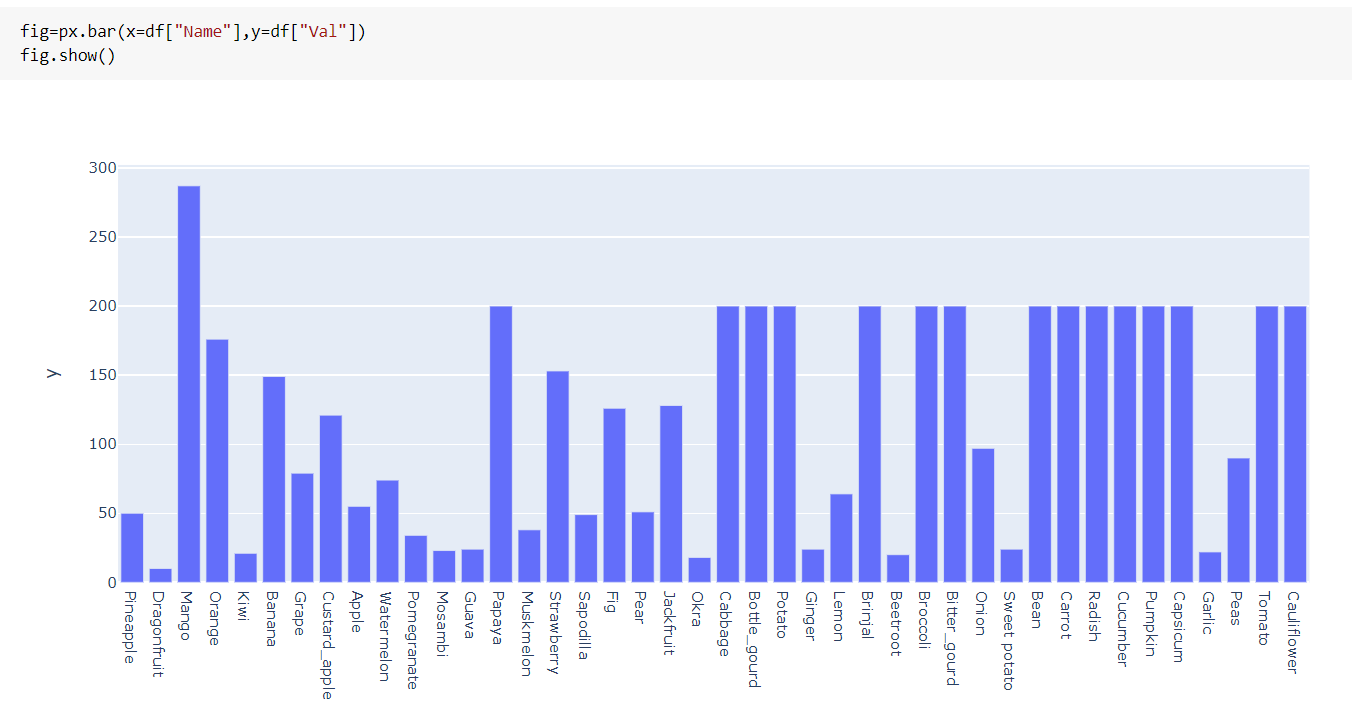 fig=px.bar(x=df["Name"],y=df["Val"])
fig.show()
300
250
200
150
100
50
0
y
Pineapple
Dragonfruit
Mango
Orange
Kiwi
Banana
Grape
Custard_apple
Apple
Watermelon
Pomegranate
Mosambi
Guava
Papaya
Muskmelon
Strawberry
Sapodilla
Fig
Pear
Jackfruit
Okra
Cabbage
Bottle_gourd
Potato
Ginger
Lemon
Brinjal
Beetroot
Broccoli
Bitter_gourd
Onion
Sweet potato
Bean
Carrot
Radish
Cucumber
Pumpkin
Capsicum
Garlic
Peas
Tomato
Cauliflower